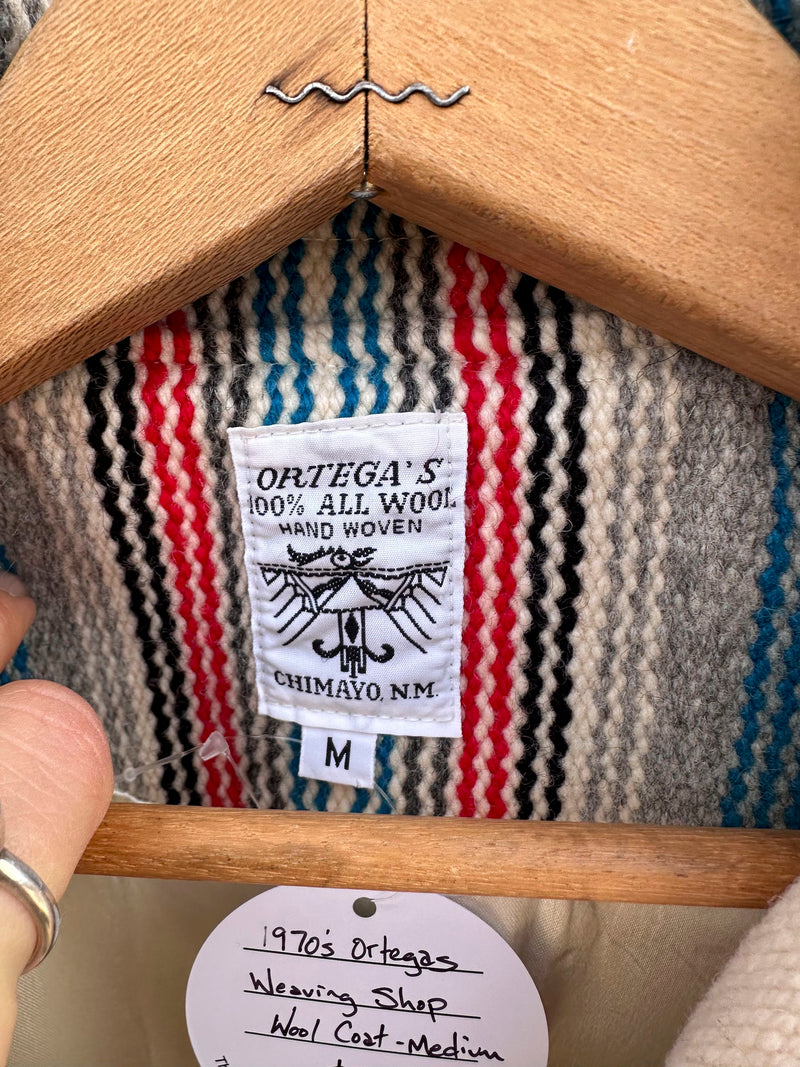 ORTEGA'S
100% ALL WOOL
HAND WOVEN
CHIMAYO, N.M.
M
1970's Ortegas
Weaving Shop
Wool Coat - Medium